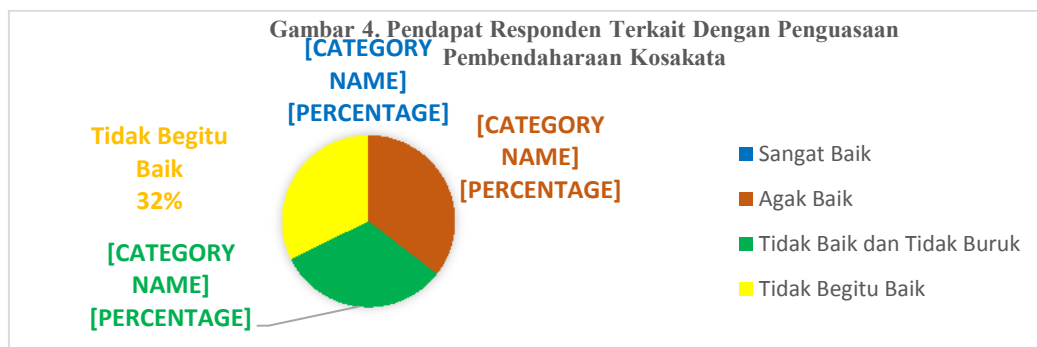 Gambar 4. Pendapat Responden Terkait Dengan Penguasaan
Pembendaharaan Kosakata
[CATEGORY
NAME]
[PERCENTAGE]
[CATEGORY
NAME]
[PERCENTAGE]
Tidak Begitu
Baik
32%
[CATEGORY
NAME]
[PERCENTAGE]
Sangat Baik
Agak Baik
Tidak Baik dan Tidak Buruk
Tidak Begitu Baik